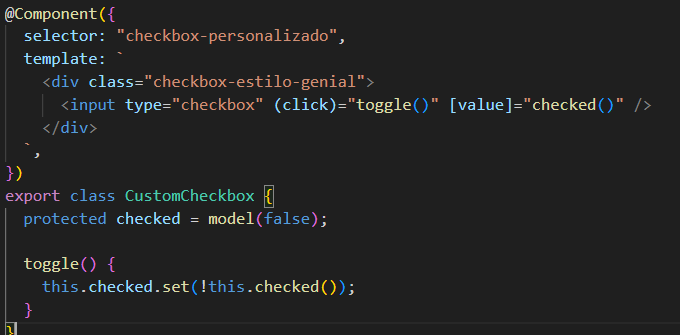 @Component({
  selector: "checkbox-personalizado",
  template: `
    <div class="checkbox-estilo-genial">
      <input type="checkbox" (click)="toggle()" [value]="checked()" />
    </div>
  `,
})
export class CustomCheckbox {
  protected checked = model(false);

  toggle() {
    this.checked.set(!this.checked());
  }
}